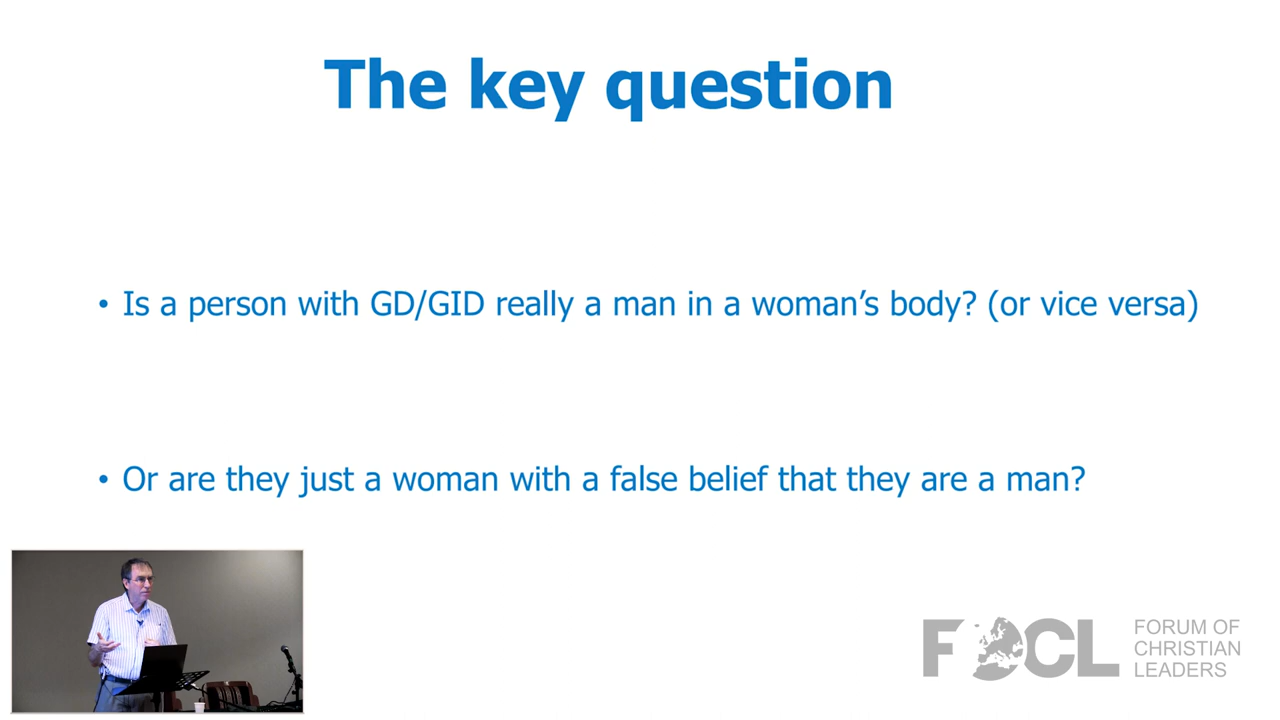 The key question
• Is a person with GD/GID really a man in a woman’s body? (or vice versa)
• Or are they just a woman with a false belief that they are a man?
FOCL
FORUM OF
CHRISTIAN
LEADERS